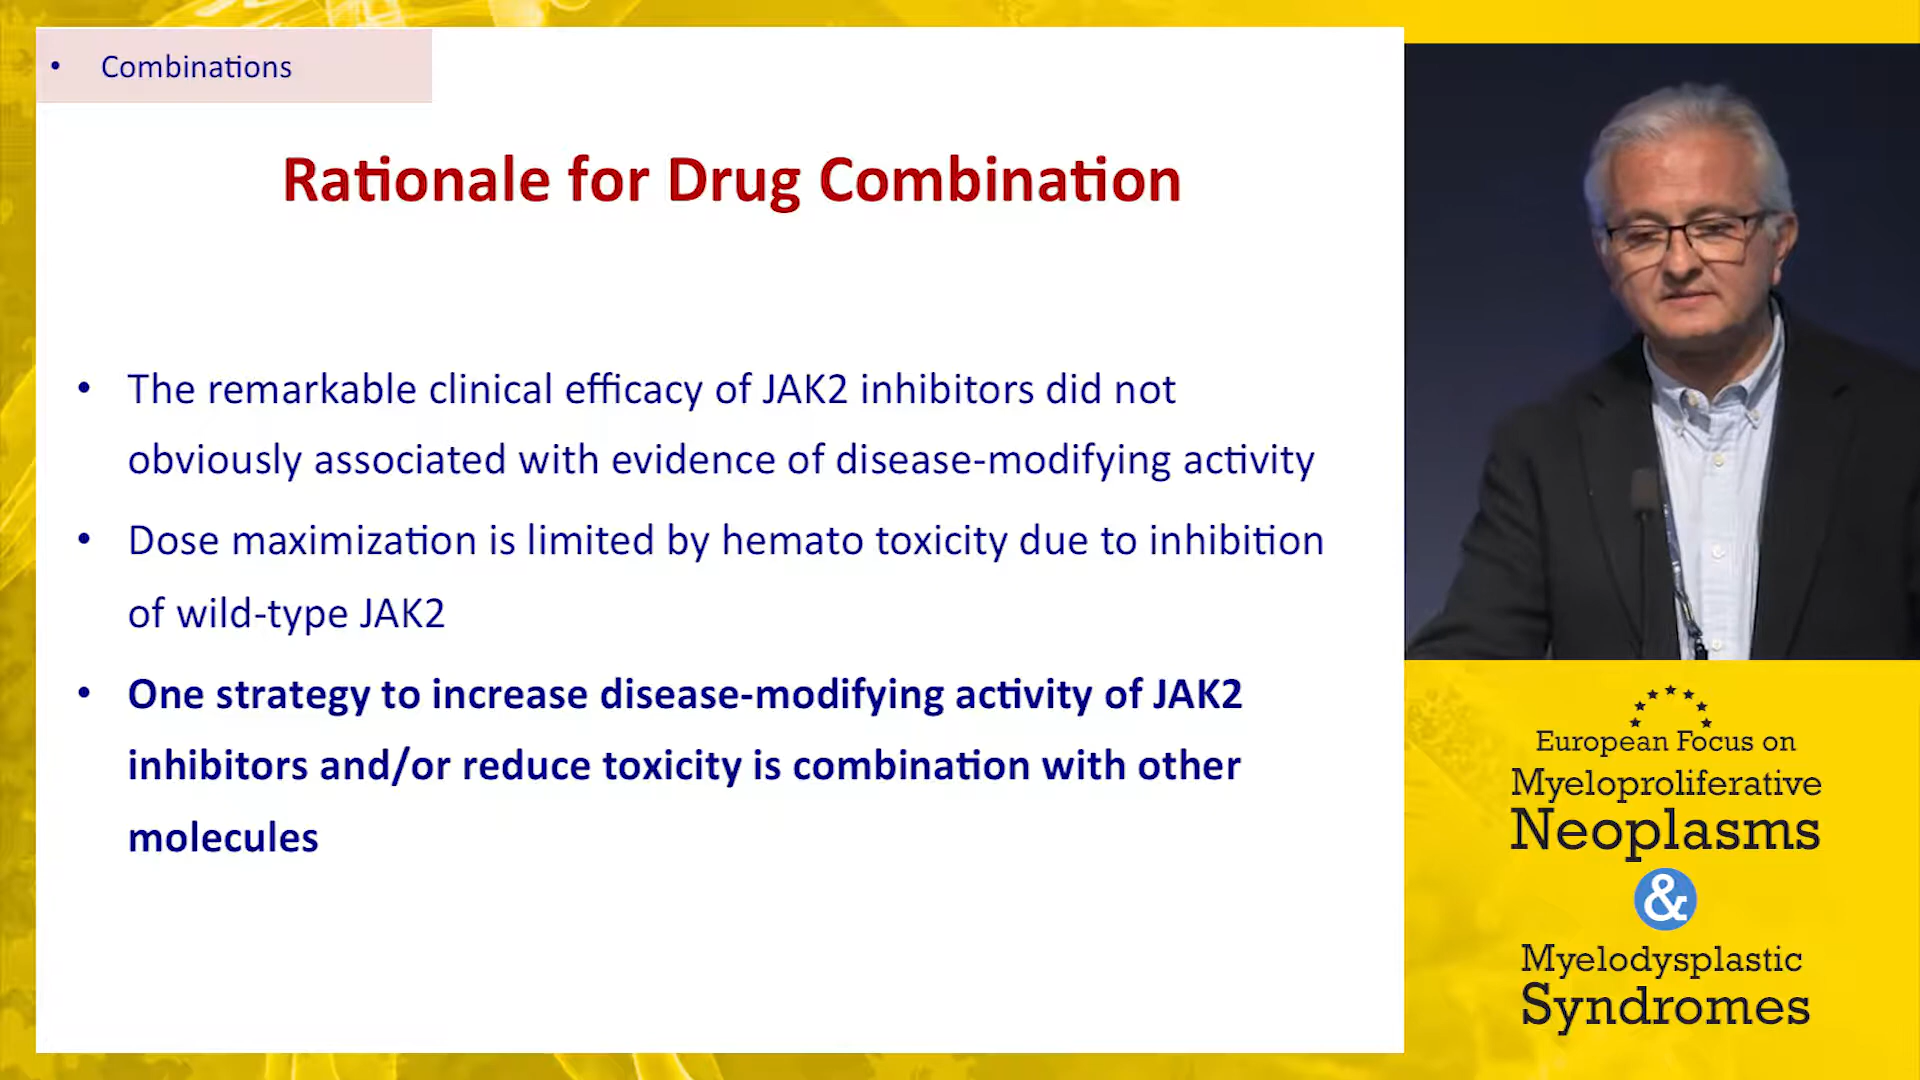 • Combinations
Rationale for Drug Combination
• The remarkable clinical efficacy of JAK2 inhibitors did not
obviously associated with evidence of disease-modifying activity
• Dose maximization is limited by hemato toxicity due to inhibition
of wild-type JAK2
• One strategy to increase disease-modifying activity of JAK2
inhibitors and/or reduce toxicity is combination with other
molecules
European Focus on
Myeloproliferative
Neoplasms
&
Myelodysplastic
Syndromes